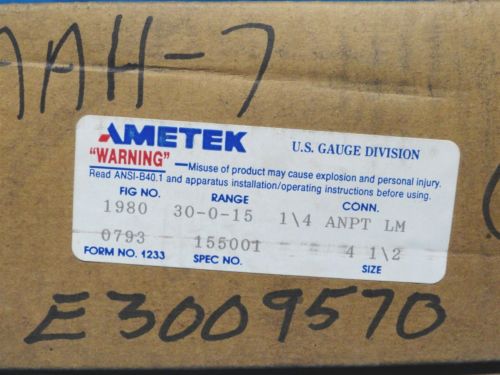 AAH-7
AMETEK
U.S. GAUGE DIVISION
"WARNING" -Misuse of product may cause explosion and personal injury.
Read ANSI-B40.1 and apparatus installation/operating instructions before using.
FIG NO. RANGE CONN.
1980 30-0-15 1\4 ANPT LM
0793 155001 4 1\2
FORM NO. 1233 SPEC NO. SIZE
E3009570